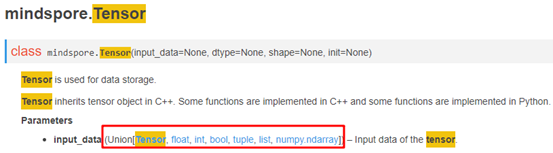 mindspore.Tensor
class mindspore.Tensor(input_data=None, dtype=None, shape=None, init=None)
Tensor is used for data storage.
Tensor inherits tensor object in C++. Some functions are implemented in C++ and some functions are implemented in Python.
Parameters
• input_data (Union[Tensor, float, int, bool, tuple, list, numpy.ndarray]) – Input data of the tensor.